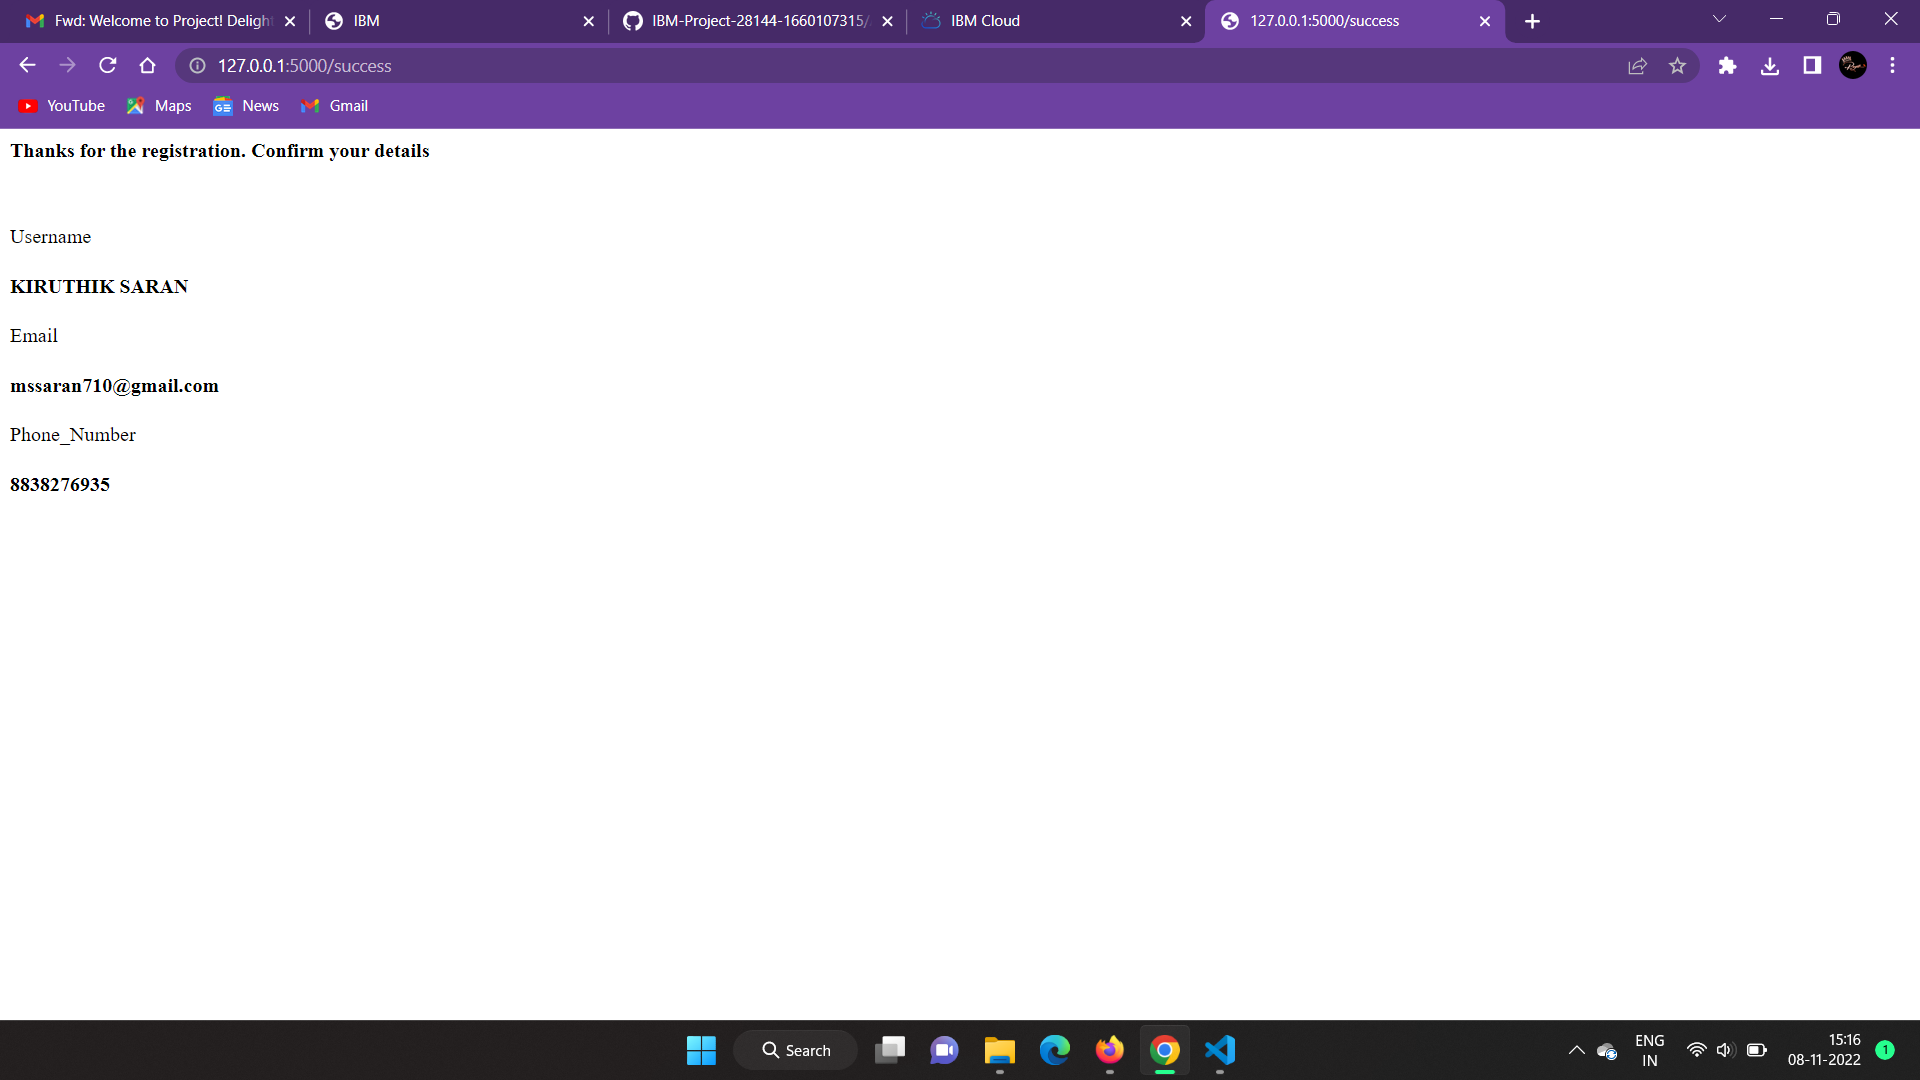 Fwd: Welcome to Project! Deligh
IBM
IBM-Project-28144-1660107315/
IBM Cloud
127.0.0.1:5000/success
127.0.0.1:5000/success
YouTube
Maps
News
Gmail
Thanks for the registration. Confirm your details
Username
KIRUTHIK SARAN
Email
mssaran710@gmail.com
Phone_Number
8838276935
Search
ENG
IN
15:16
08-11-2022
1